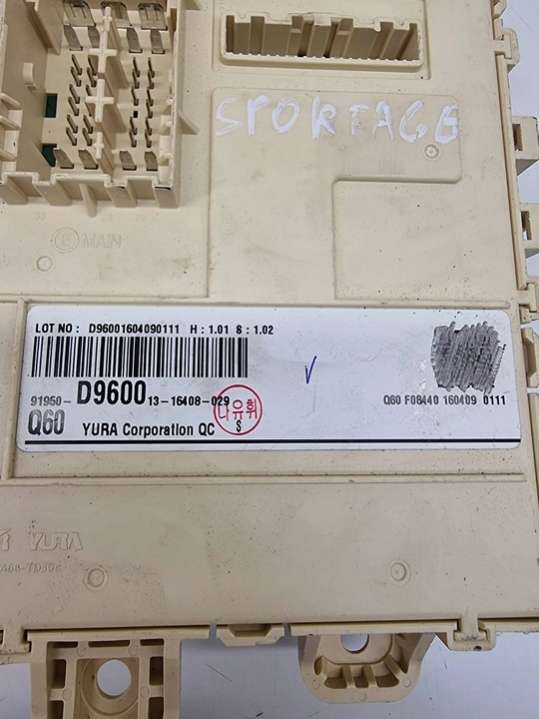 SPORTAGE
MAIN
LOT NO : D96001604090111 H : 1.01 S : 1.02
91950- D9600 13-16408-029
Q60 F08440 160409 0111
Q60 YURA Corporation QC
S
YURA